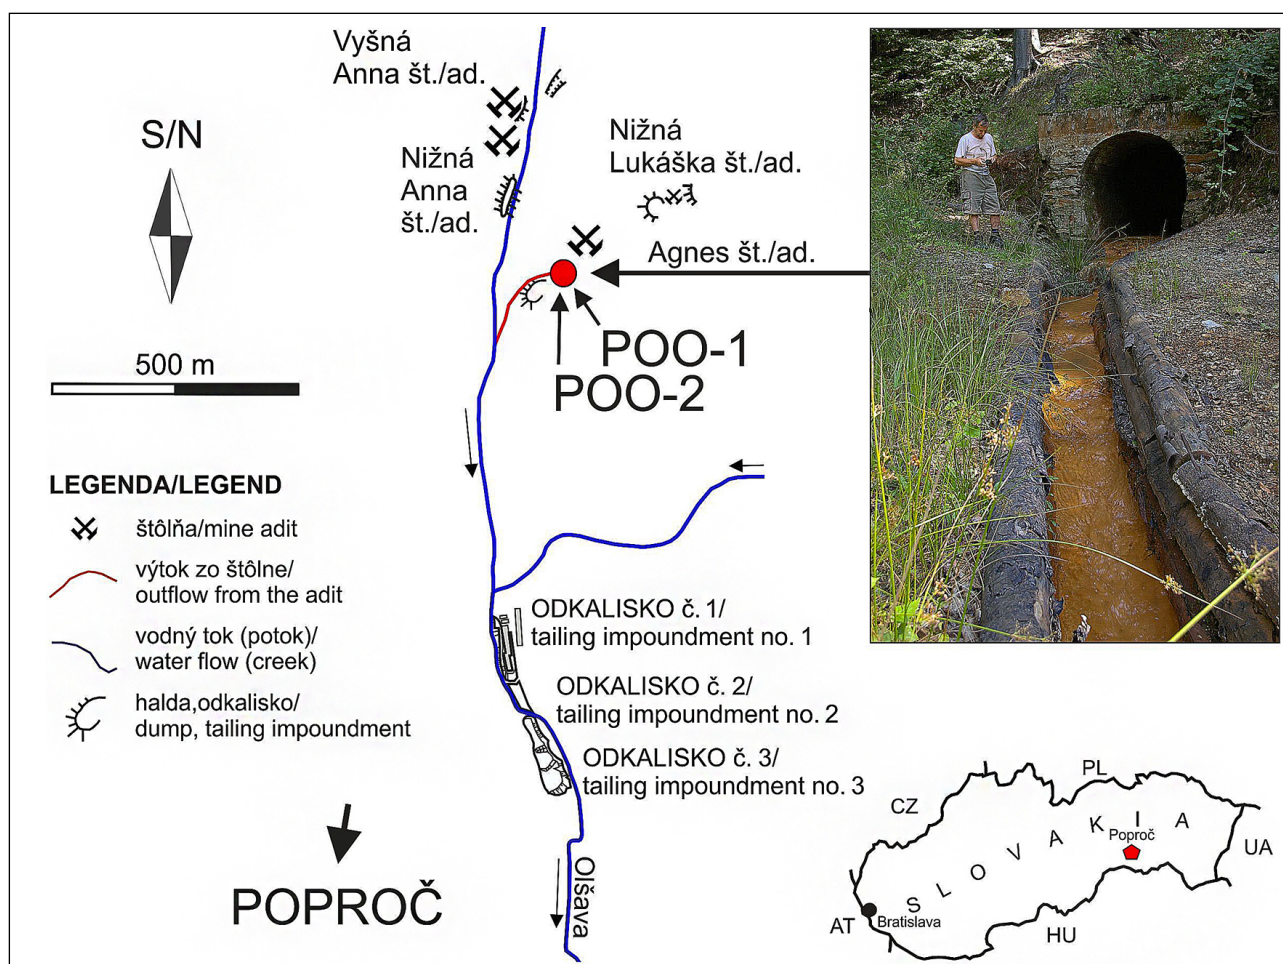 Vyšná
Anna št./ad.
S/N
Nižná
Anna
št./ad.
Nižná
Lukáška št./ad.
Agnes št./ad.
POO-1
POO-2
500 m
LEGENDA/LEGEND
štôlňa/mine adit
výtok zo štôlne/
outflow from the adit
vodný tok (potok)/
water flow (creek)
halda,odkalisko/
dump, tailing impoundment
ODKALISKO č. 1/
tailing impoundment no. 1
ODKALISKO č. 2/
tailing impoundment no. 2
ODKALISKO č. 3/
tailing impoundment no. 3
POPROČ
Olšava
CZ
PL
SLOVAKIA
Poproč
UA
AT
Bratislava
HU